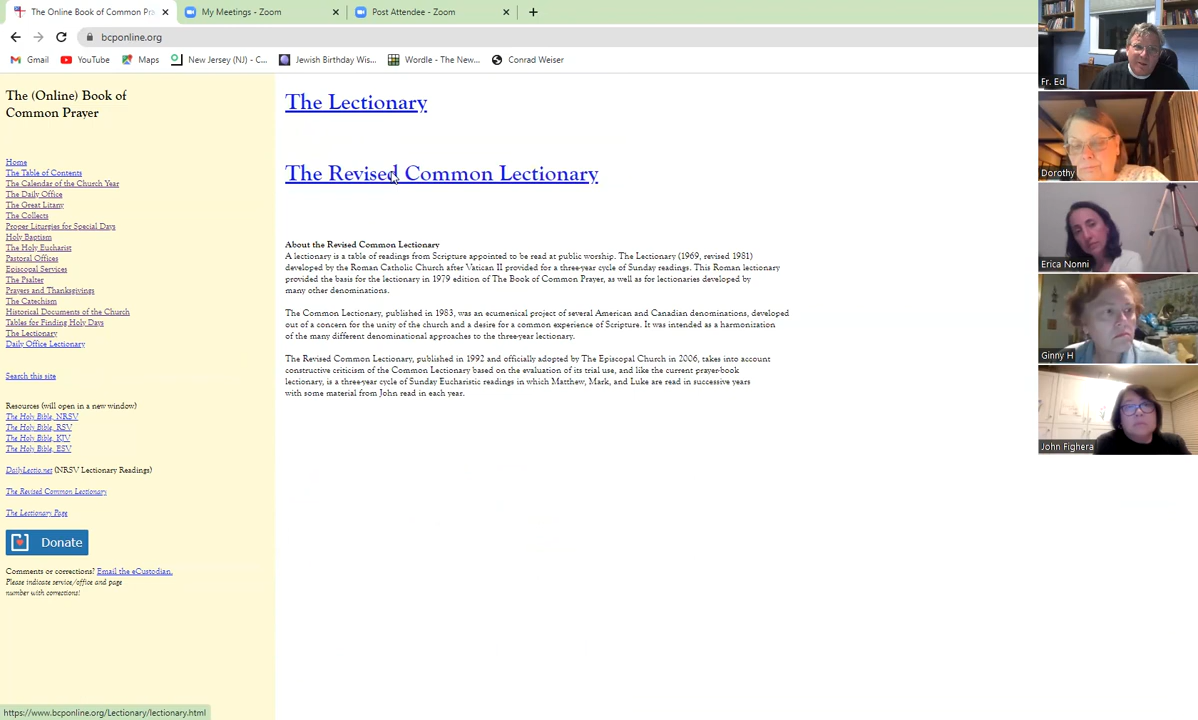 The Online Book of Common Pra
My Meetings - Zoom
Post Attendee - Zoom
bcponline.org
Gmail
YouTube
Maps
New Jersey (NJ) - C...
Jewish Birthday Wis...
Wordle - The New...
Conrad Weiser
The (Online) Book of
Common Prayer
Home
The Table of Contents
The Calendar of the Church Year
The Daily Office
The Great Litany
The Collects
Proper Liturgies for Special Days
Holy Baptism
The Holy Eucharist
Pastoral Offices
Episcopal Services
The Psalter
Prayers and Thanksgivings
The Catechism
Historical Documents of the Church
Tables for Finding Holy Days
The Lectionary
Daily Office Lectionary
Search this site
Resources (will open in a new window)
The Holy Bible, NRSV
The Holy Bible, RSV
The Holy Bible, KJV
The Holy Bible, ESV
DailyLectio.net (NRSV Lectionary Readings)
The Revised Common Lectionary
The Lectionary Page
Donate
Comments or corrections? Email the eCustodian.
Please indicate service/office and page
number with corrections!
https://www.bcponline.org/Lectionary/lectionary.html
The Lectionary
The Revised Common Lectionary
About the Revised Common Lectionary
A lectionary is a table of readings from Scripture appointed to be read at public worship. The Lectionary (1969, revised 1981)
developed by the Roman Catholic Church after Vatican II provided for a three-year cycle of Sunday readings. This Roman lectionary
provided the basis for the lectionary in 1979 edition of The Book of Common Prayer, as well as for lectionaries developed by
many other denominations.
The Common Lectionary, published in 1983, was an ecumenical project of several American and Canadian denominations, developed
out of a concern for the unity of the church and a desire for a common experience of Scripture. It was intended as a harmonization
of the many different denominational approaches to the three-year lectionary.
The Revised Common Lectionary, published in 1992 and officially adopted by The Episcopal Church in 2006, takes into account
constructive criticism of the Common Lectionary based on the evaluation of its trial use, and like the current prayer-book
lectionary, is a three-year cycle of Sunday Eucharistic readings in which Matthew, Mark, and Luke are read in successive years
with some material from John read in each year.
Fr. Ed
Dorothy
Erica Nonni
Ginny H
John Fighera